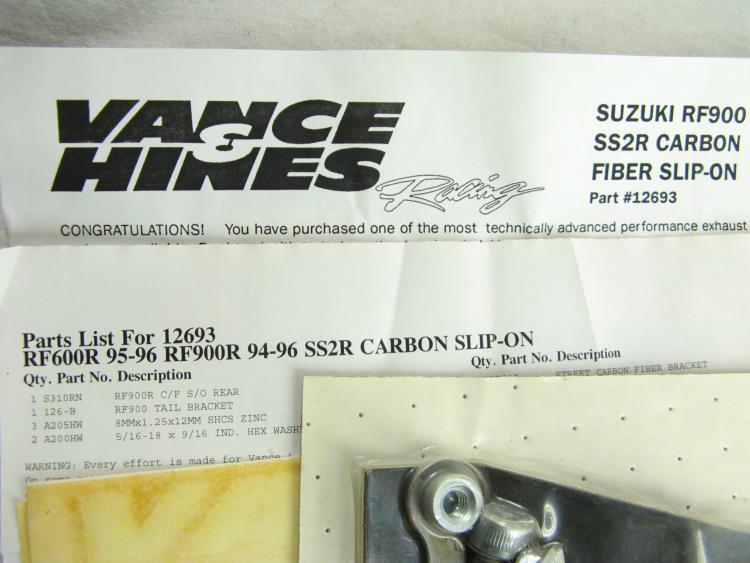 VANCE
&
HINES
Racing
SUZUKI RF900
SS2R CARBON
FIBER SLIP-ON
Part #12693
CONGRATULATIONS! You have purchased one of the most technically advanced performance exhaust
Parts List For 12693
RF600R 95-96 RF900R 94-96 SS2R CARBON SLIP-ON
Qty. Part No. Description
Qty. Part No. Description
1 S310RN RF900R C/F S/O REAR
STREET CARBON FIBER BRACKET
1 126-B RF900 TAIL BRACKET
3 A205HW 8MMx1.25x12MM SHCS ZINC
2 A200HW 5/16-18 x 9/16 IND. HEX WASH
WARNING: Every effort is made for Vance